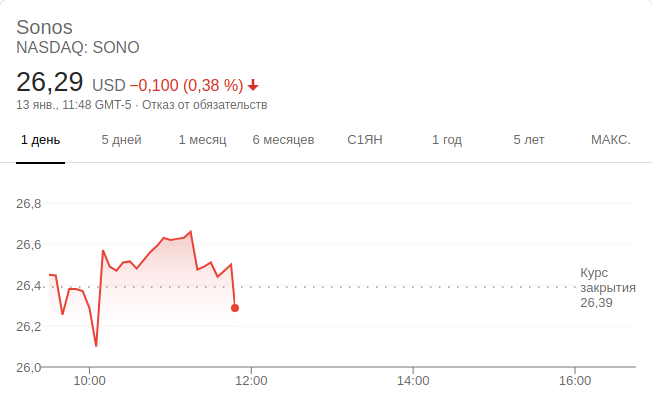 Sonos
NASDAQ: SONO
26,29 USD −0,100 (0,38 %)
13 янв., 11:48 GMT-5 · Отказ от обязательств
1 день 5 дней 1 месяц 6 месяцев С1ЯН 1 год 5 лет МАКС.
26,8
26,6
26,4
26,2
26,0
Курс
закрытия
26,39
10:00 12:00 14:00 16:00